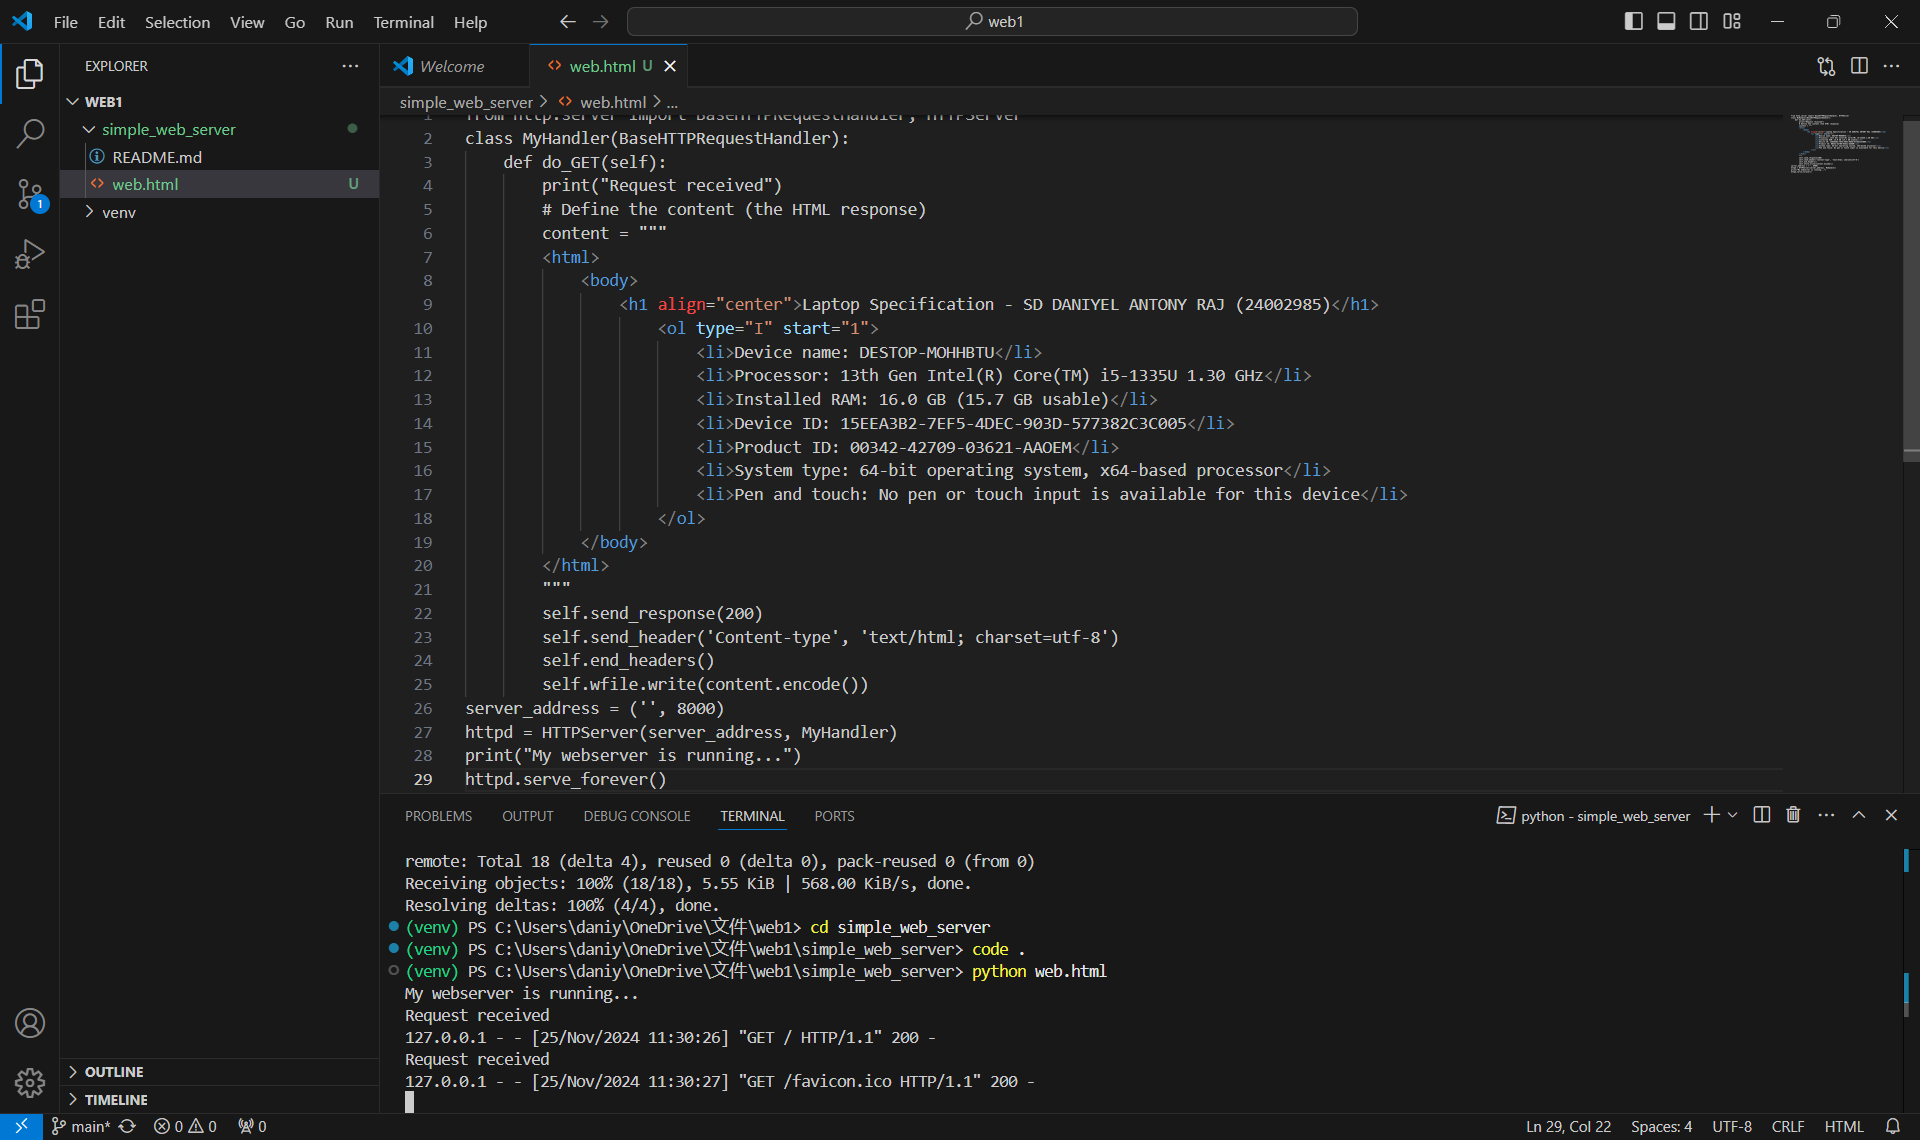 File Edit Selection View Go Run Terminal Help
web1
EXPLORER
WEB1
simple_web_server
README.md
web.html U
venv
OUTLINE
TIMELINE
1
Welcome
web.html U
simple_web_server > web.html > ...
1 from http.server import BaseHTTPRequestHandler, HTTPServer
2 class MyHandler(BaseHTTPRequestHandler):
3 def do_GET(self):
4 print("Request received")
5 # Define the content (the HTML response)
6 content = """
7 <html>
8 <body>
9 <h1 align="center">Laptop Specification - SD DANIYEL ANTONY RAJ (24002985)</h1>
10 <ol type="I" start="1">
11 <li>Device name: DESTOP-MOHHBTU</li>
12 <li>Processor: 13th Gen Intel(R) Core(TM) i5-1335U 1.30 GHz</li>
13 <li>Installed RAM: 16.0 GB (15.7 GB usable)</li>
14 <li>Device ID: 15EEA3B2-7EF5-4DEC-903D-577382C3C005</li>
15 <li>Product ID: 00342-42709-03621-AAOEM</li>
16 <li>System type: 64-bit operating system, x64-based processor</li>
17 <li>Pen and touch: No pen or touch input is available for this device</li>
18 </ol>
19 </body>
20 </html>
21 """
22 self.send_response(200)
23 self.send_header('Content-type', 'text/html; charset=utf-8')
24 self.end_headers()
25 self.wfile.write(content.encode())
26 server_address = ('', 8000)
27 httpd = HTTPServer(server_address, MyHandler)
28 print("My webserver is running...")
29 httpd.serve_forever()
PROBLEMS OUTPUT DEBUG CONSOLE TERMINAL PORTS
python - simple_web_server
remote: Total 18 (delta 4), reused 0 (delta 0), pack-reused 0 (from 0)
Receiving objects: 100% (18/18), 5.55 KiB | 568.00 KiB/s, done.
Resolving deltas: 100% (4/4), done.
(venv) PS C:\Users\daniy\OneDrive\文件\web1> cd simple_web_server
(venv) PS C:\Users\daniy\OneDrive\文件\web1\simple_web_server> code .
(venv) PS C:\Users\daniy\OneDrive\文件\web1\simple_web_server> python web.html
My webserver is running...
Request received
127.0.0.1 - - [25/Nov/2024 11:30:26] "GET / HTTP/1.1" 200 -
Request received
127.0.0.1 - - [25/Nov/2024 11:30:27] "GET /favicon.ico HTTP/1.1" 200 -
main* 0 0 0 Ln 29, Col 22 Spaces: 4 UTF-8 CRLF HTML